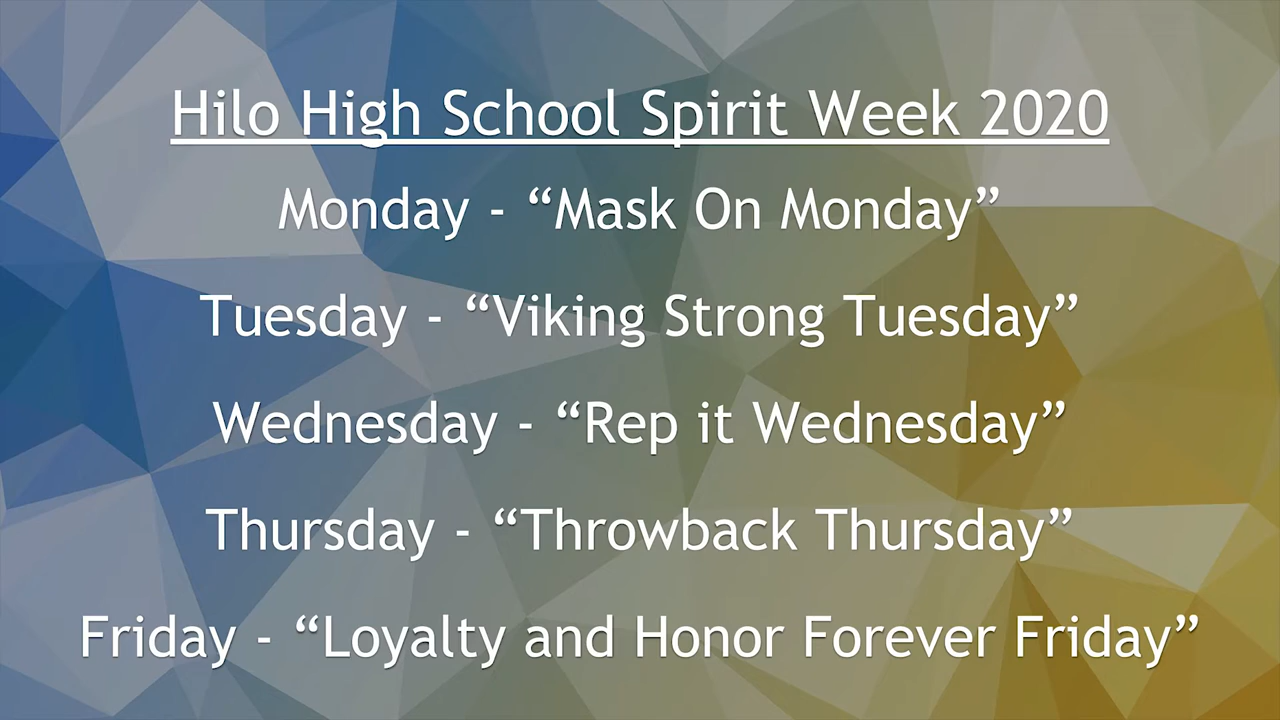 Hilo High School Spirit Week 2020
Monday - “Mask On Monday”
Tuesday - “Viking Strong Tuesday”
Wednesday - “Rep it Wednesday”
Thursday - “Throwback Thursday”
Friday - “Loyalty and Honor Forever Friday”